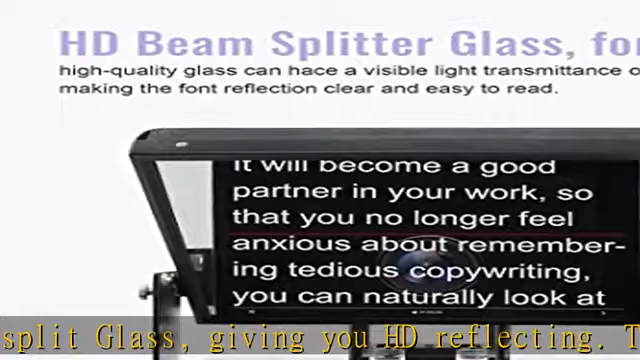 HD Beam Splitter Glass, for
high-quality glass can hace a visible light transmittance o
making the font reflection clear and easy to read.
It will become a good
partner in your work, so
that you no longer feel
anxious about remember-
ing tedious copywriting,
you can naturally look at
split Glass, giving you HD reflecting. T